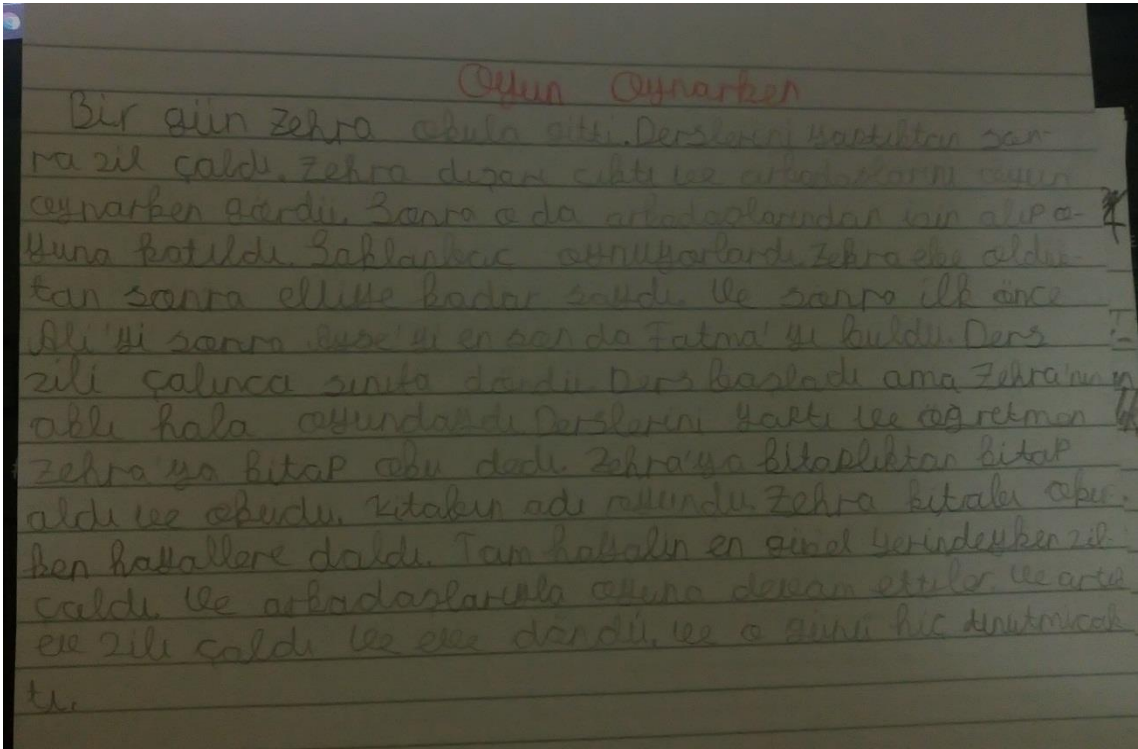 Oyun Oynarken
Bir gün Zehra okula gitti. Derslerini yaptıktan son-
ra zil çaldı. Zehra dışarı çıktı ve arkadaşlarını oyun
oynarken gördü. Sonra o da arkadaşlarından izin alıp o-
yuna katıldı. Saklanbaç oynuyorlardı. Zehra ebe olduk-
tan sonra elliye kadar saydı. Ve sonra ilk önce
Ali'yi sonra Ayşe'yi en son da Fatma'yı buldu. Ders
zili çalınca sınıfa döndü. Ders başladı ama Zehra'nın
aklı hala oyundaydı. Derslerini yaptı ve öğretmen
Zehra'ya kitap oku dedi. Zehra'ya kitaplıktan kitap
aldı ve okudu. Kitabın adı oyundu. Zehra kitabı okur-
ken hayallere daldı. Tam hayalin en güzel yerindeyken zil
çaldı. Ve arkadaşlarıyla oyuna devam ettiler. Ve artık
eve zili çaldı ve eve döndü. ve o günü hiç unutmıcak
tı.